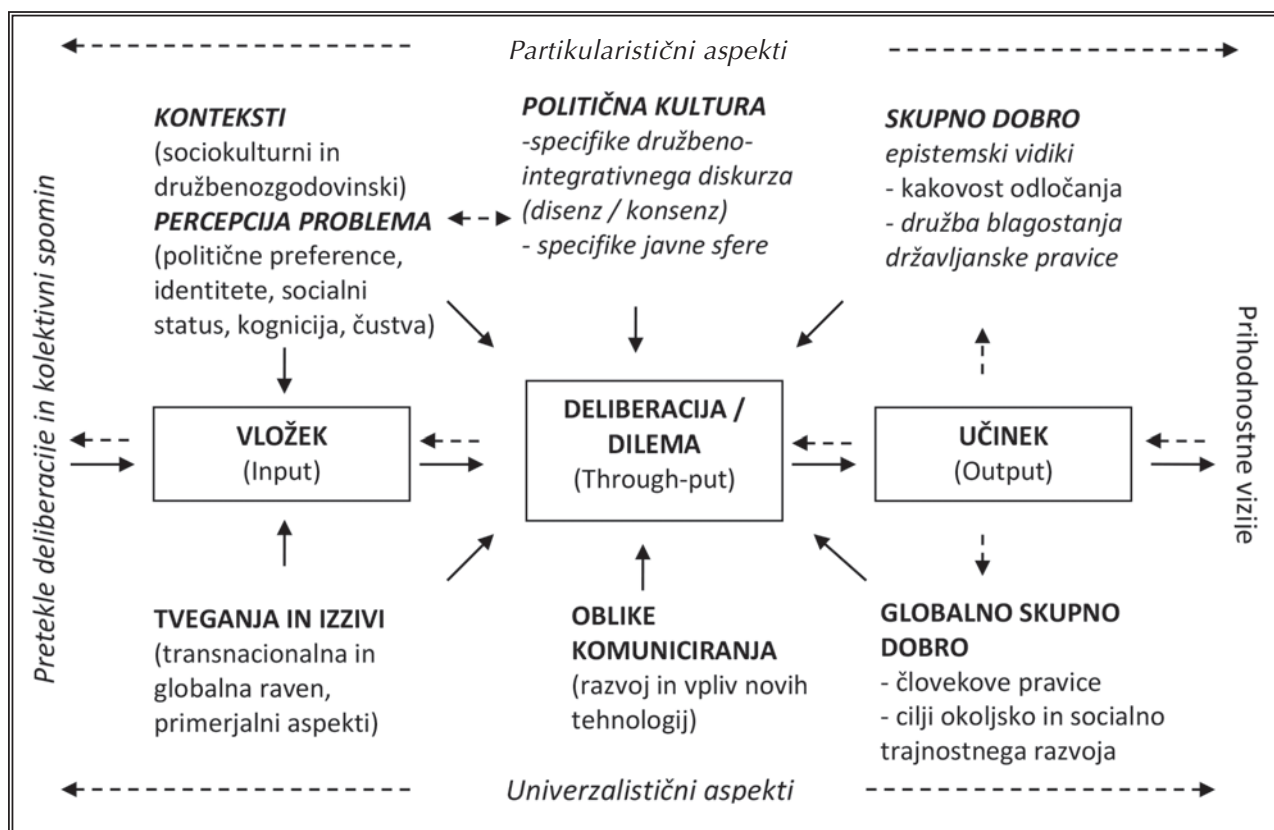 Partikularistični aspekti
Pretekle deliberacije in kolektivni spomin
KONTEKSTI
(sociokulturni in
družbenozgodovinski)
PERCEPCIJA PROBLEMA
(politične preference,
identitete, socialni
status, kognicija, čustva)
POLITIČNA KULTURA
-specifike družbeno-
integrativnega diskurza
(disenz / konsenz)
- specifike javne sfere
SKUPNO DOBRO
epistemski vidiki
- kakovost odločanja
- družba blagostanja
državljanske pravice
VLOŽEK
(Input)
DELIBERACIJA /
DILEMA
(Through-put)
UČINEK
(Output)
Prihodnostne vizije
TVEGANJA IN IZZIVI
(transnacionalna in
globalna raven,
primerjalni aspekti)
OBLIKE
KOMUNICIRANJA
(razvoj in vpliv novih
tehnologij)
GLOBALNO SKUPNO
DOBRO
- človekove pravice
- cilji okoljsko in socialno
trajnostnega razvoja
Univerzalistični aspekti